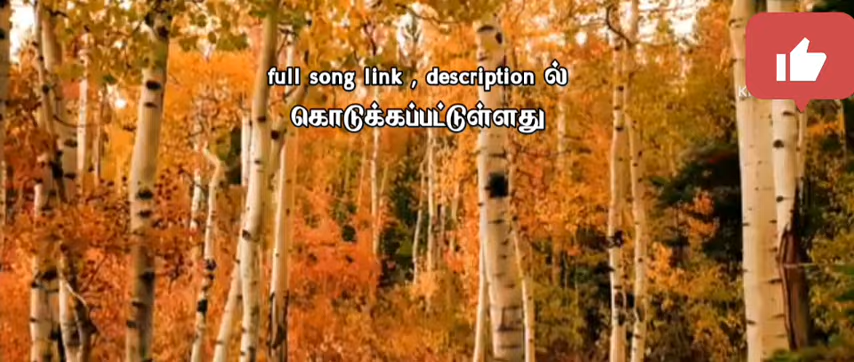 full song link , description ல்
கொடுக்கப்பட்டுள்ளது